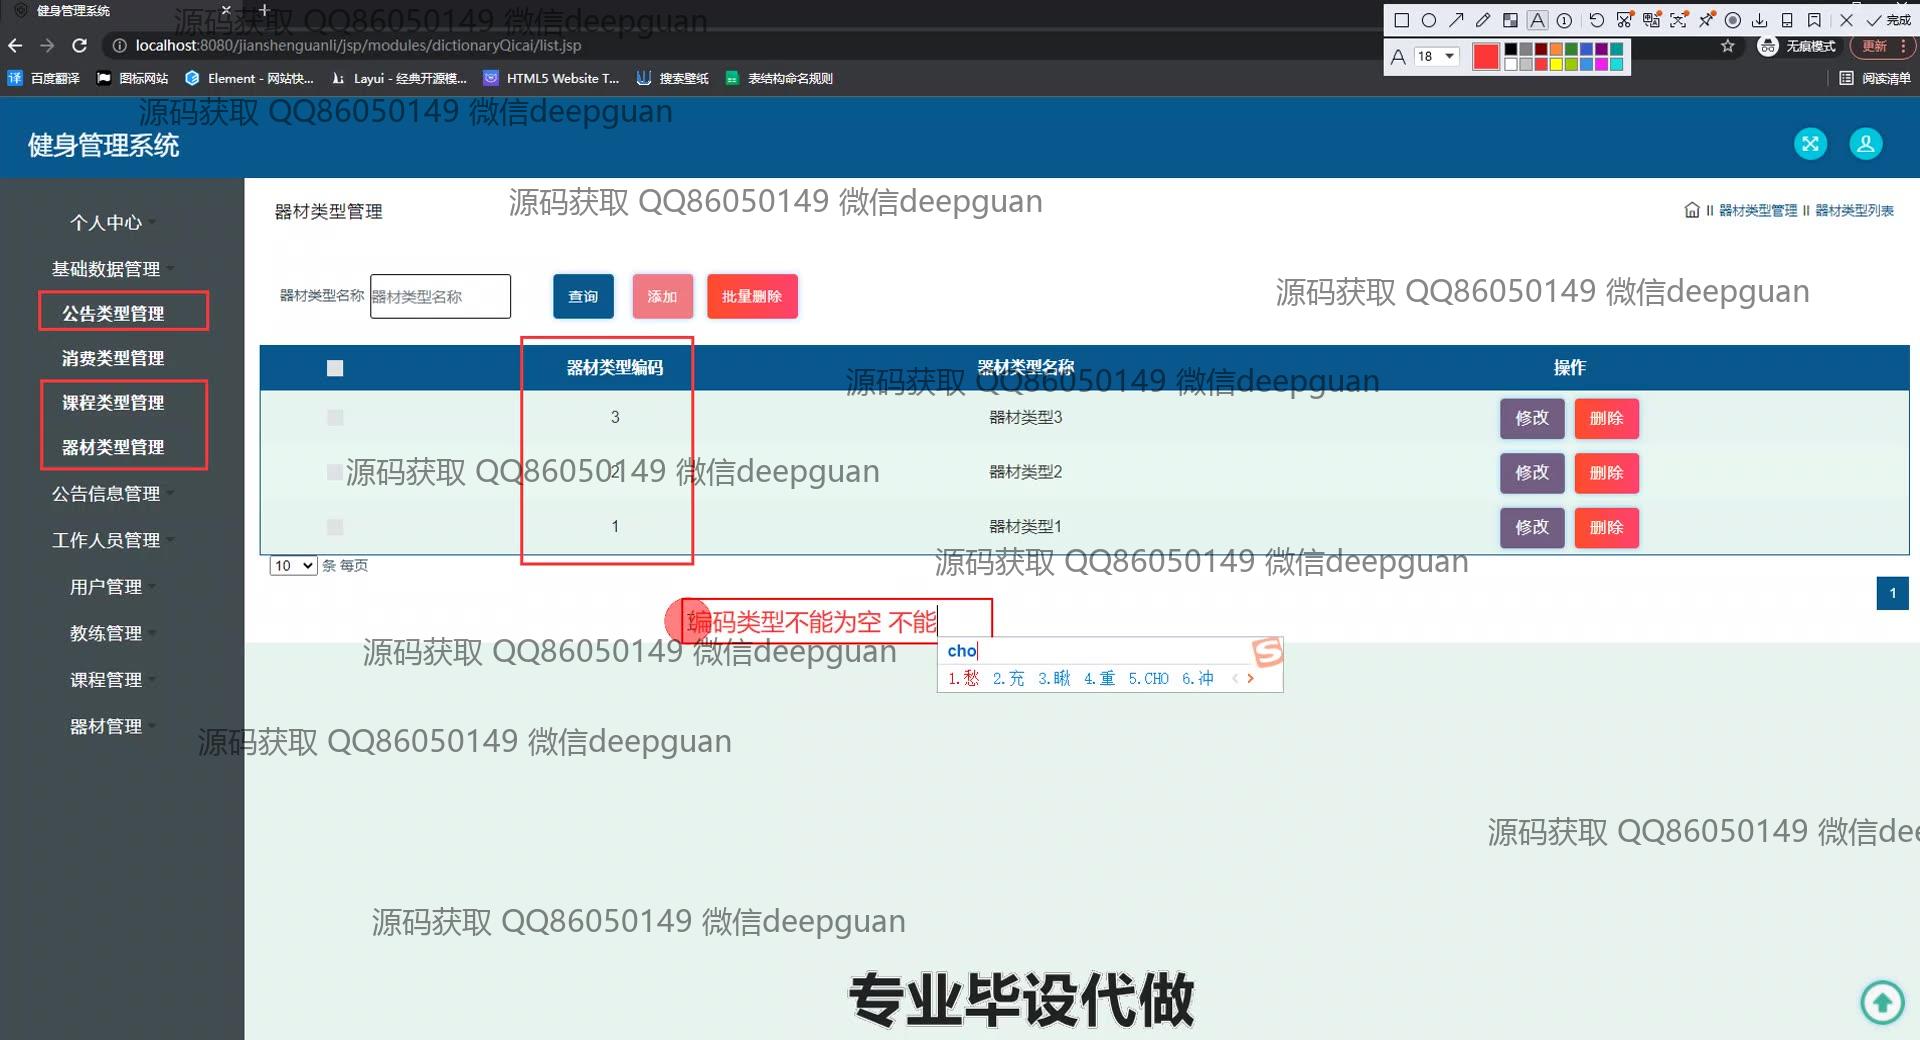 健身管理系统
源码获取 QQ86050149 微信deepguan
18
完成
localhost:8080/jianshenguanli/jsp/modules/dictionaryQicai/list.jsp
无痕模式
更新
百度翻译
图标网站
Element - 网站快...
Layui - 经典开源模...
HTML5 Website T...
搜索壁纸
表结构命名规则
阅读清单
源码获取 QQ86050149 微信deepguan
健身管理系统
个人中心
基础数据管理
公告类型管理
消费类型管理
课程类型管理
器材类型管理
公告信息管理
工作人员管理
用户管理
教练管理
课程管理
器材管理
器材类型管理
源码获取 QQ86050149 微信deepguan
器材类型管理 II 器材类型列表
器材类型名称 器材类型名称 查询 添加 批量删除
源码获取 QQ86050149 微信deepguan
器材类型编码 器材类型名称 操作
源码获取 QQ86050149 微信deepguan
3 器材类型3 修改 删除
源码获取 QQ86050149 微信deepguan
2 器材类型2 修改 删除
1 器材类型1 修改 删除
源码获取 QQ86050149 微信deepguan
10 条 每页
1
编码类型不能为空 不能
cho
1.愁 2.充 3.瞅 4.重 5.CHO 6.冲
源码获取 QQ86050149 微信deepguan
源码获取 QQ86050149 微信deepguan
源码获取 QQ86050149 微信dee
源码获取 QQ86050149 微信deepguan
专业毕设代做